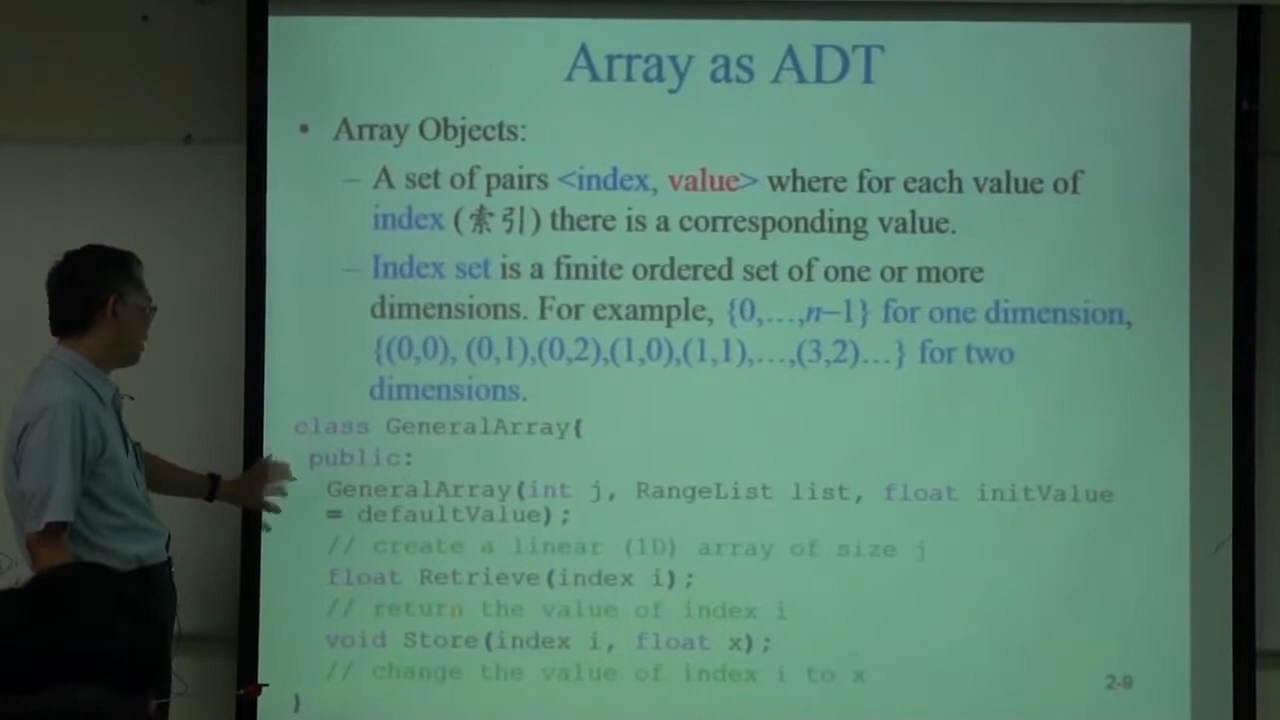 Array as ADT
• Array Objects:
– A set of pairs <index, value> where for each value of
index (索引) there is a corresponding value.
– Index set is a finite ordered set of one or more
dimensions. For example, {0,…,n–1} for one dimension,
{(0,0), (0,1),(0,2),(1,0),(1,1),…,(3,2)…} for two
dimensions.
class GeneralArray{
public:
GeneralArray(int j, RangeList list, float initValue
= defaultValue);
// create a linear (1D) array of size j
float Retrieve(index i);
// return the value of index i
void Store(index i, float x);
// change the value of index i to x
}
2-9